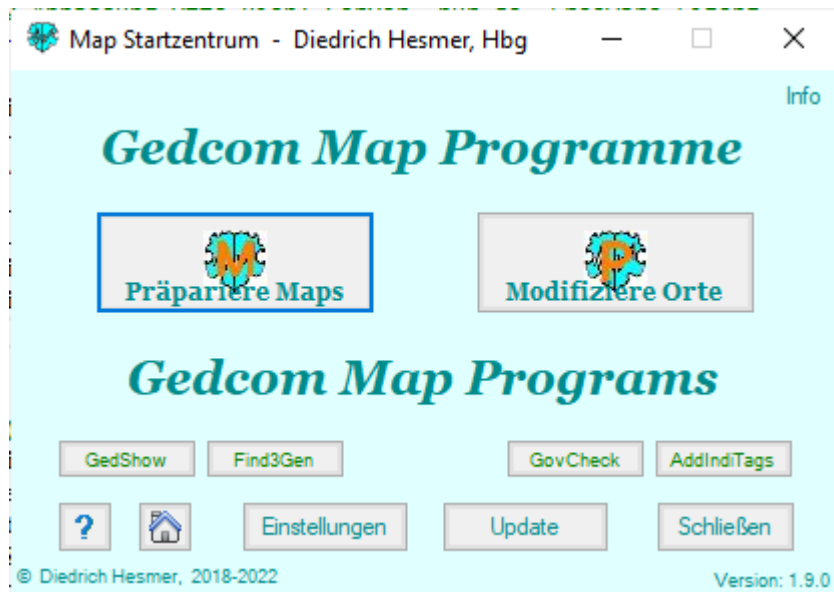 Map Startzentrum - Diedrich Hesmer, Hbg
Info
Gedcom Map Programme
M
P
Präpariere Maps
Modifiziere Orte
Gedcom Map Programs
GedShow Find3Gen GovCheck AddIndiTags
? Einstellungen Update Schließen
© Diedrich Hesmer, 2018-2022 Version: 1.9.0